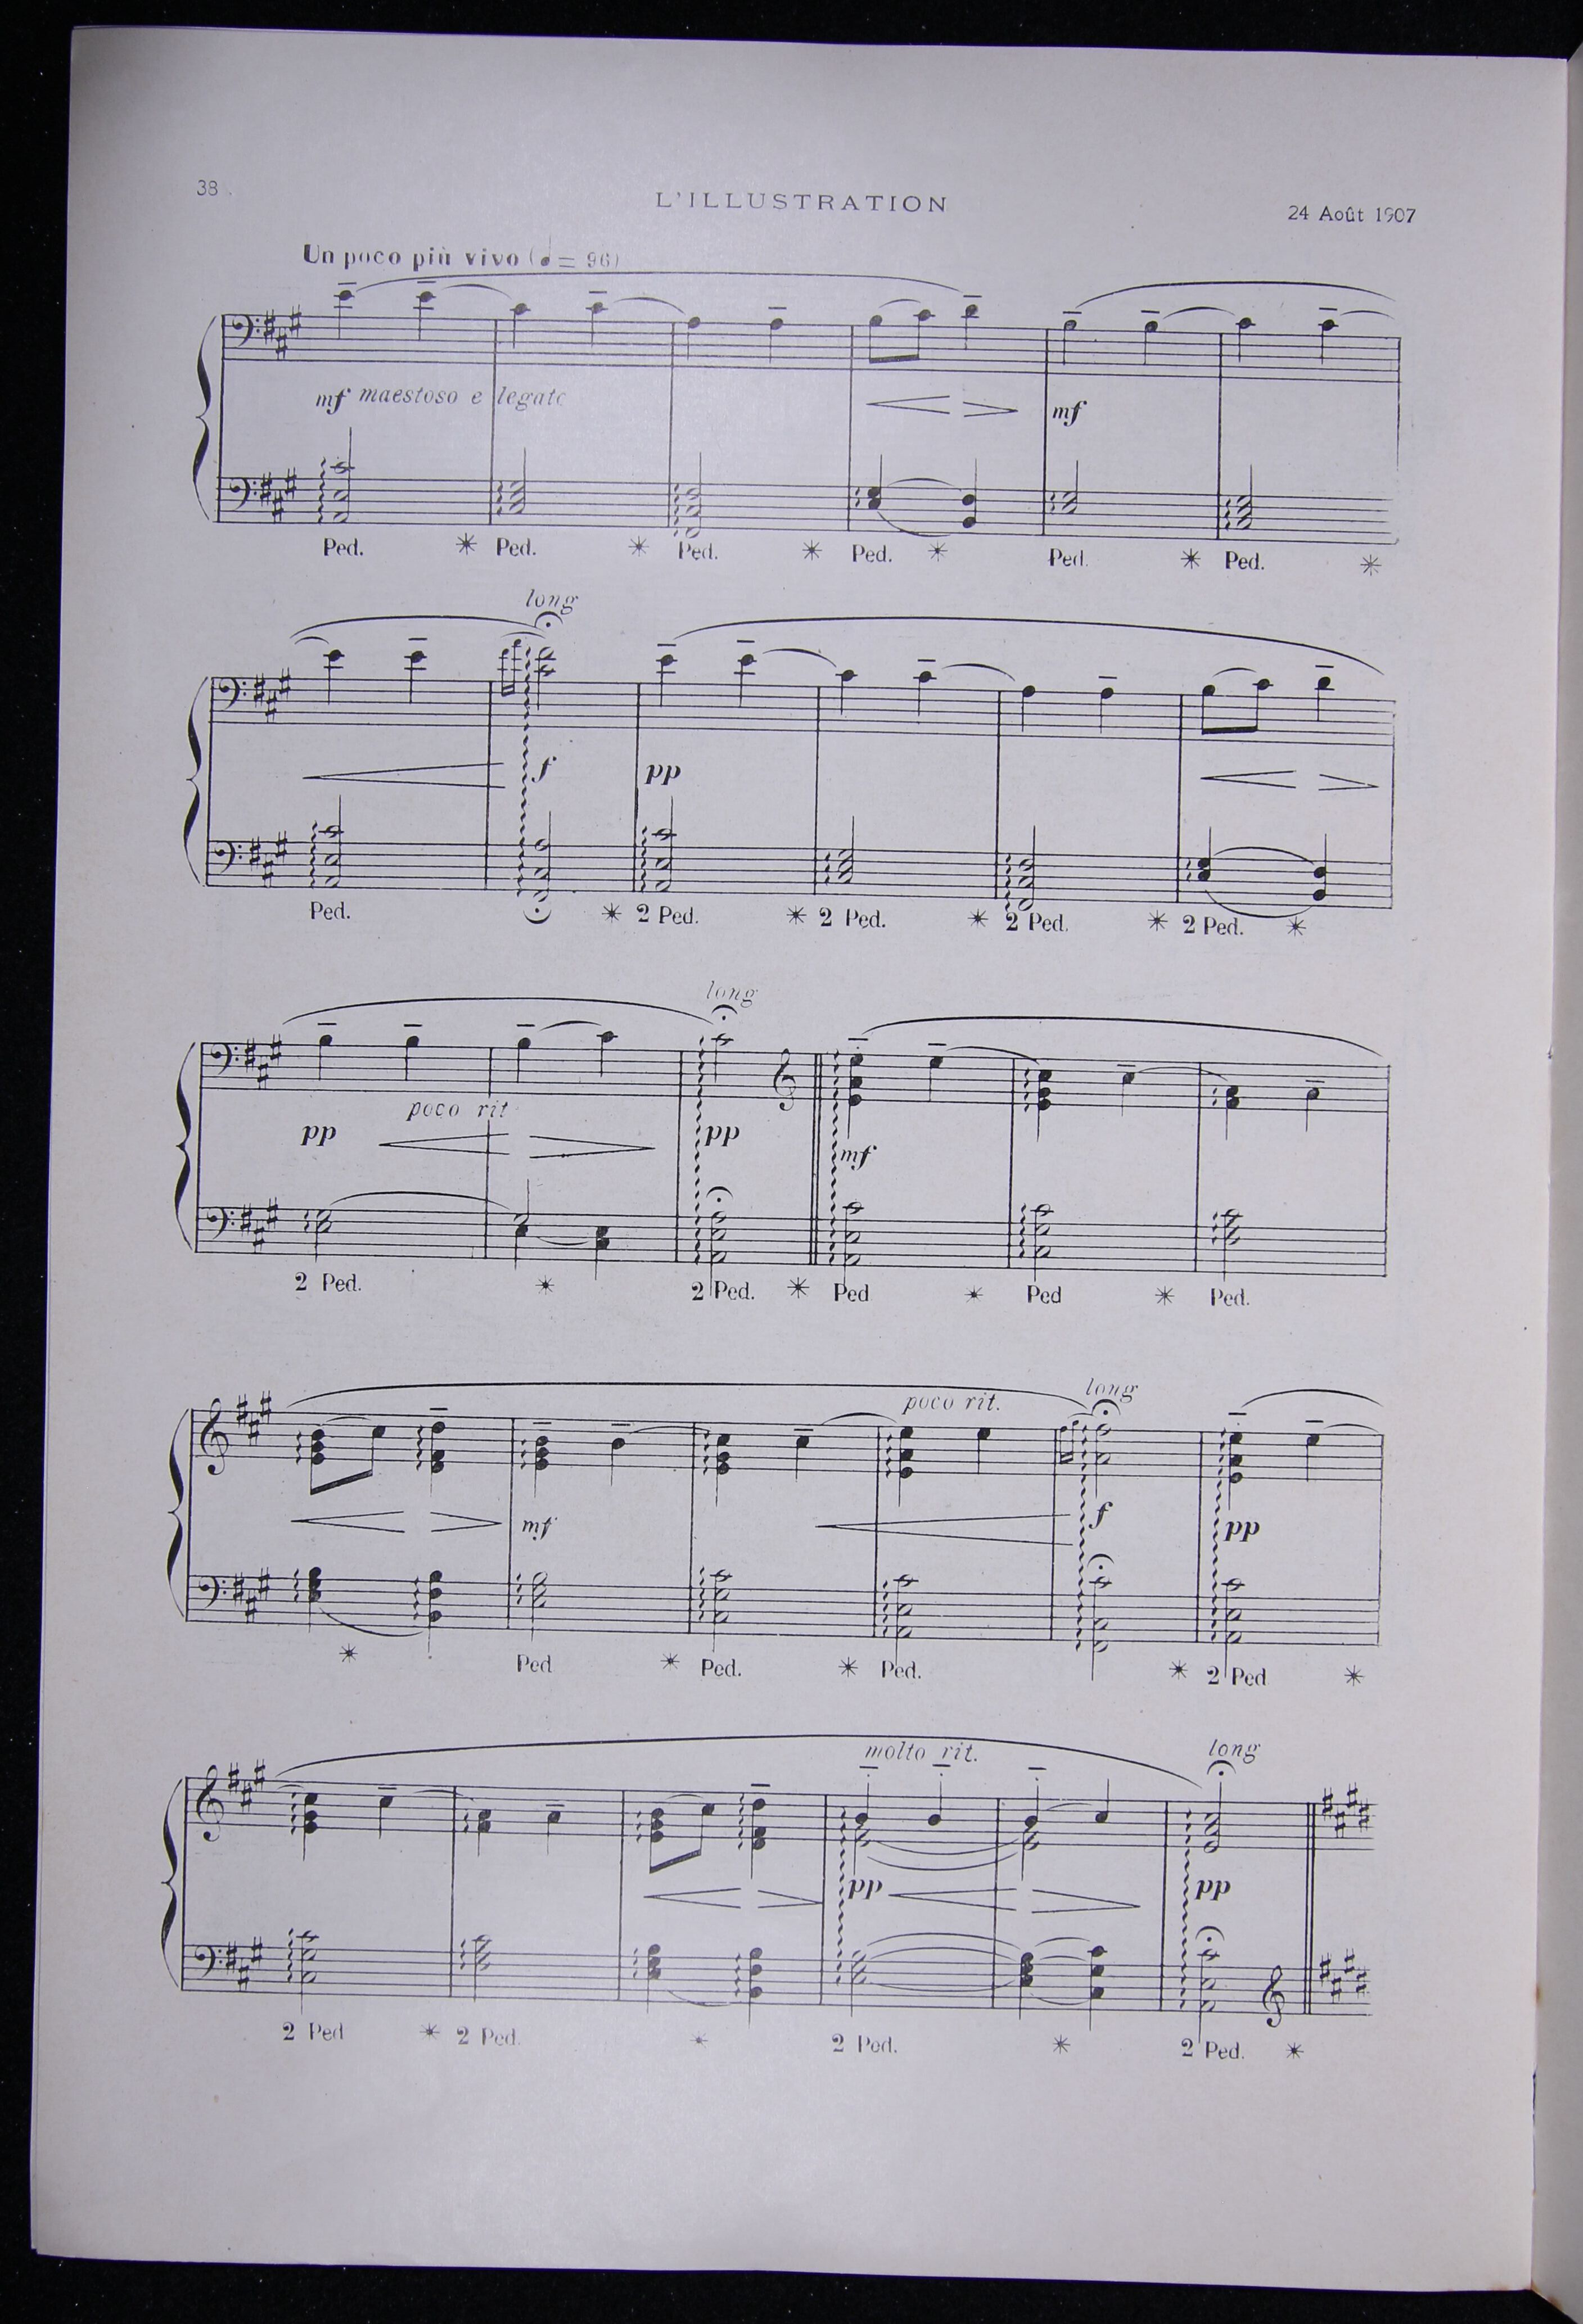 38
L'ILLUSTRATION
24 Août 1907
Un poco più vivo (♩ = 96)
mf maestoso e legato
mf
Ped. * Ped. * Ped. * Ped. * Ped. * Ped. *
long
f pp
Ped. * 2 Ped. * 2 Ped. * 2 Ped. * 2 Ped. *
long
poco rit
pp pp mf
2 Ped. * 2 Ped. * Ped * Ped * Ped.
poco rit. long
mf f pp
* Ped * Ped. * Ped. * 2 Ped *
molto rit. long
pp pp
2 Ped * 2 Ped. * 2 Ped. * 2 Ped. *